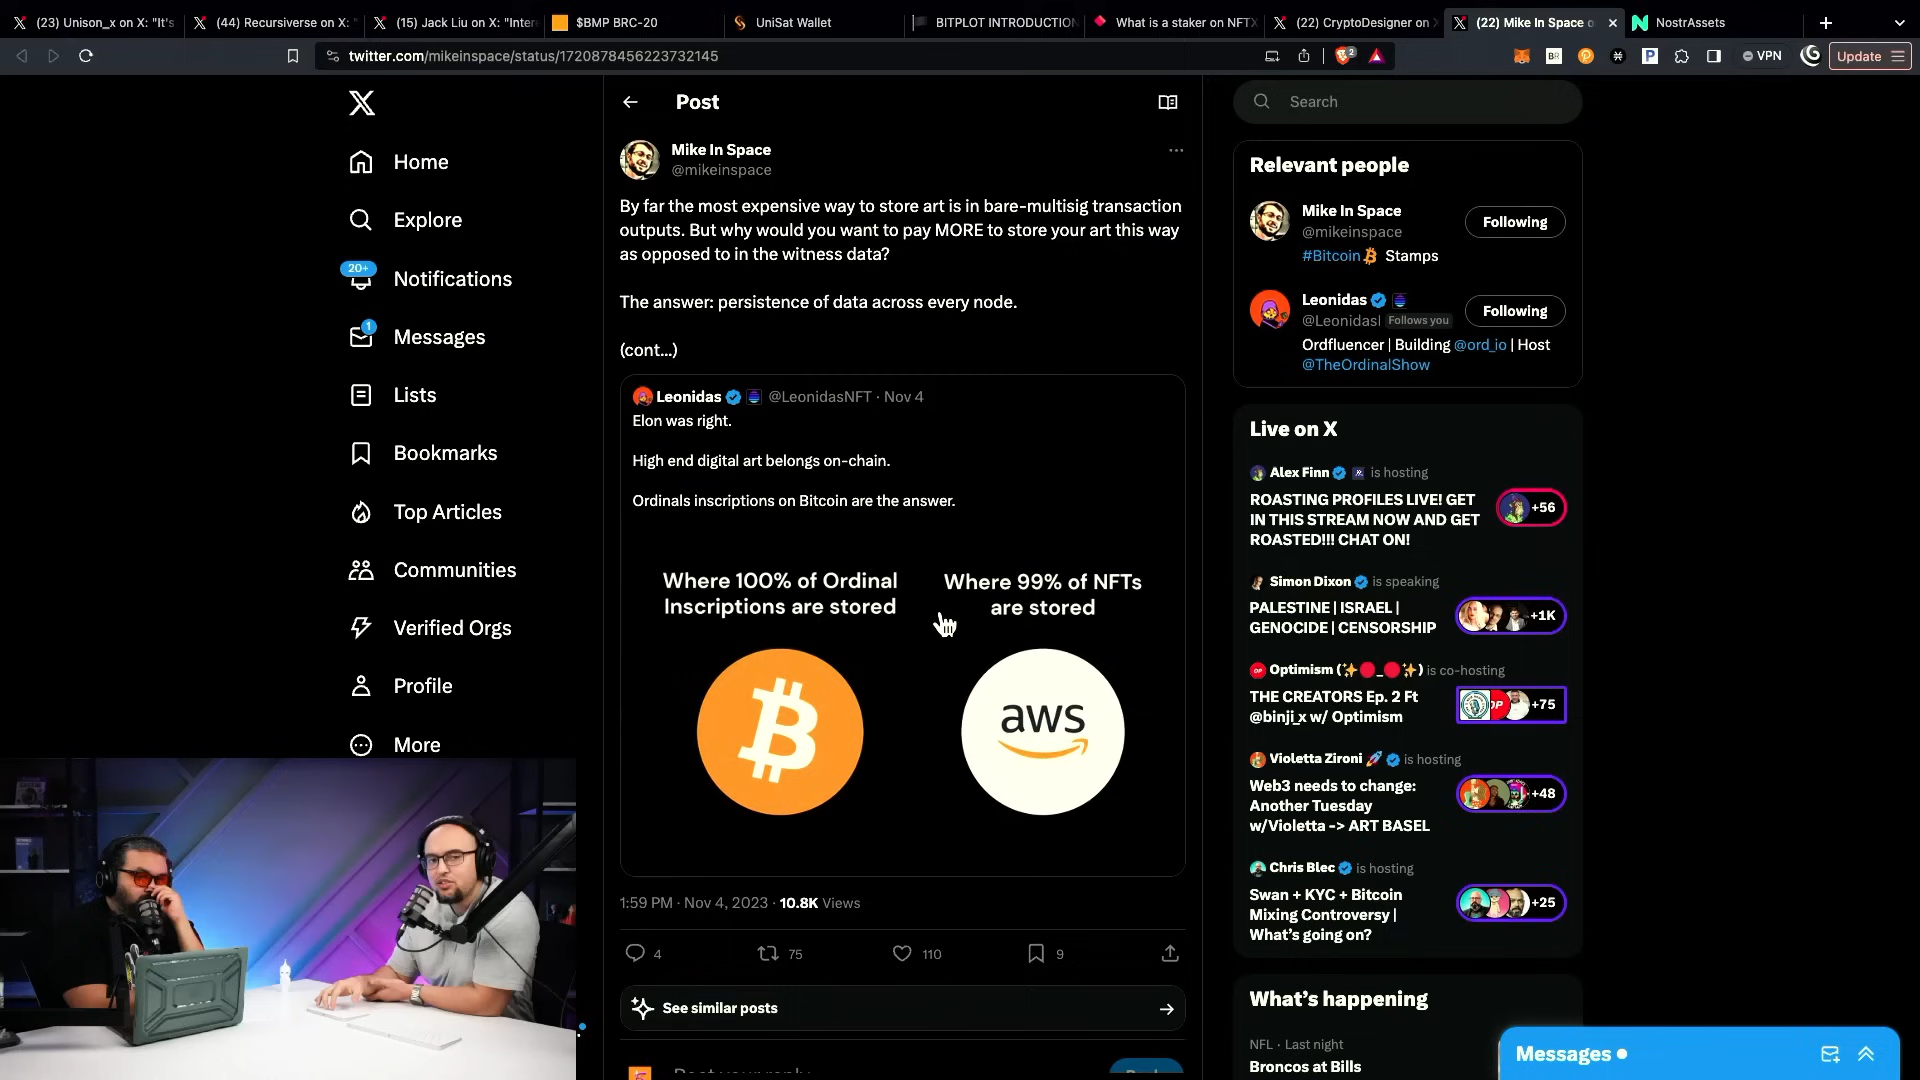 (23) Unison_x on X: "It's
(44) Recursiverse on X: "
(15) Jack Liu on X: "Inter
$BMP BRC-20
UniSat Wallet
BITPLOT INTRODUCTION
What is a staker on NFTX
(22) CryptoDesigner on X
(22) Mike In Space o
NostrAssets
twitter.com/mikeinspace/status/1720878456223732145
2
BR
P
VPN
Update
Home
Explore
20+
Notifications
1
Messages
Lists
Bookmarks
Top Articles
Communities
Verified Orgs
Profile
More
Post
Mike In Space
@mikeinspace
By far the most expensive way to store art is in bare-multisig transaction
outputs. But why would you want to pay MORE to store your art this way
as opposed to in the witness data?
The answer: persistence of data across every node.
(cont...)
Leonidas @LeonidasNFT · Nov 4
Elon was right.
High end digital art belongs on-chain.
Ordinals inscriptions on Bitcoin are the answer.
Where 100% of Ordinal
Inscriptions are stored
Where 99% of NFTs
are stored
aws
1:59 PM · Nov 4, 2023 · 10.8K Views
4
75
110
9
See similar posts
Search
Relevant people
Mike In Space
@mikeinspace
Following
#Bitcoin Stamps
Leonidas
@Leonidasl Follows you
Following
Ordfluencer | Building @ord_io | Host
@TheOrdinalShow
Live on X
Alex Finn is hosting
ROASTING PROFILES LIVE! GET
IN THIS STREAM NOW AND GET
ROASTED!!! CHAT ON!
+56
Simon Dixon is speaking
PALESTINE | ISRAEL |
GENOCIDE | CENSORSHIP
+1K
Optimism (✨🔴_🔴✨) is co-hosting
THE CREATORS Ep. 2 Ft
@binji_x w/ Optimism
+75
Violetta Zironi 🚀 is hosting
Web3 needs to change:
Another Tuesday
w/Violetta -> ART BASEL
+48
Chris Blec is hosting
Swan + KYC + Bitcoin
Mixing Controversy |
What's going on?
+25
What's happening
NFL · Last night
Broncos at Bills
Messages